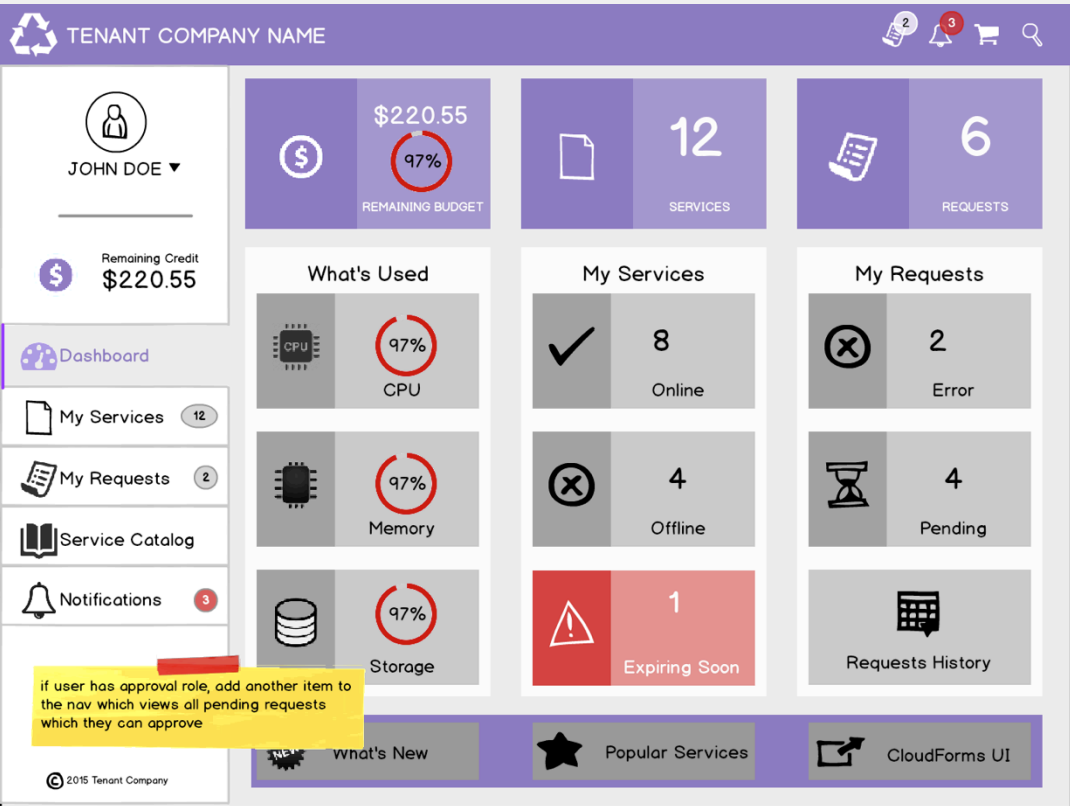 TENANT COMPANY NAME
2
3
JOHN DOE
Remaining Credit
$
$220.55
Dashboard
My Services
12
My Requests
2
Service Catalog
Notifications
3
if user has approval role, add another item to
the nav which views all pending requests
which they can approve
C 2015 Tenant Company
$
$220.55
97%
REMAINING BUDGET
12
SERVICES
6
REQUESTS
What's Used
CPU
97%
CPU
97%
Memory
97%
Storage
My Services
8
Online
4
Offline
1
Expiring Soon
My Requests
2
Error
4
Pending
Requests History
NEW
What's New
Popular Services
CloudForms UI